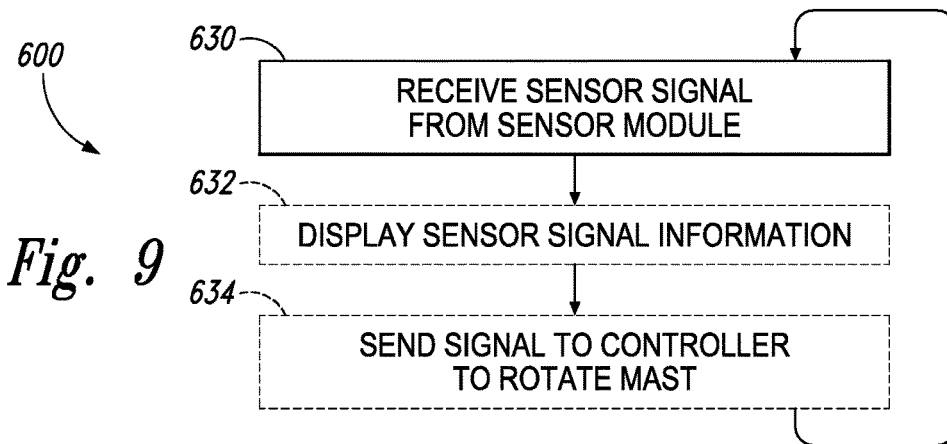 600
630
RECEIVE SENSOR SIGNAL
FROM SENSOR MODULE
632
DISPLAY SENSOR SIGNAL INFORMATION
Fig. 9
634
SEND SIGNAL TO CONTROLLER
TO ROTATE MAST